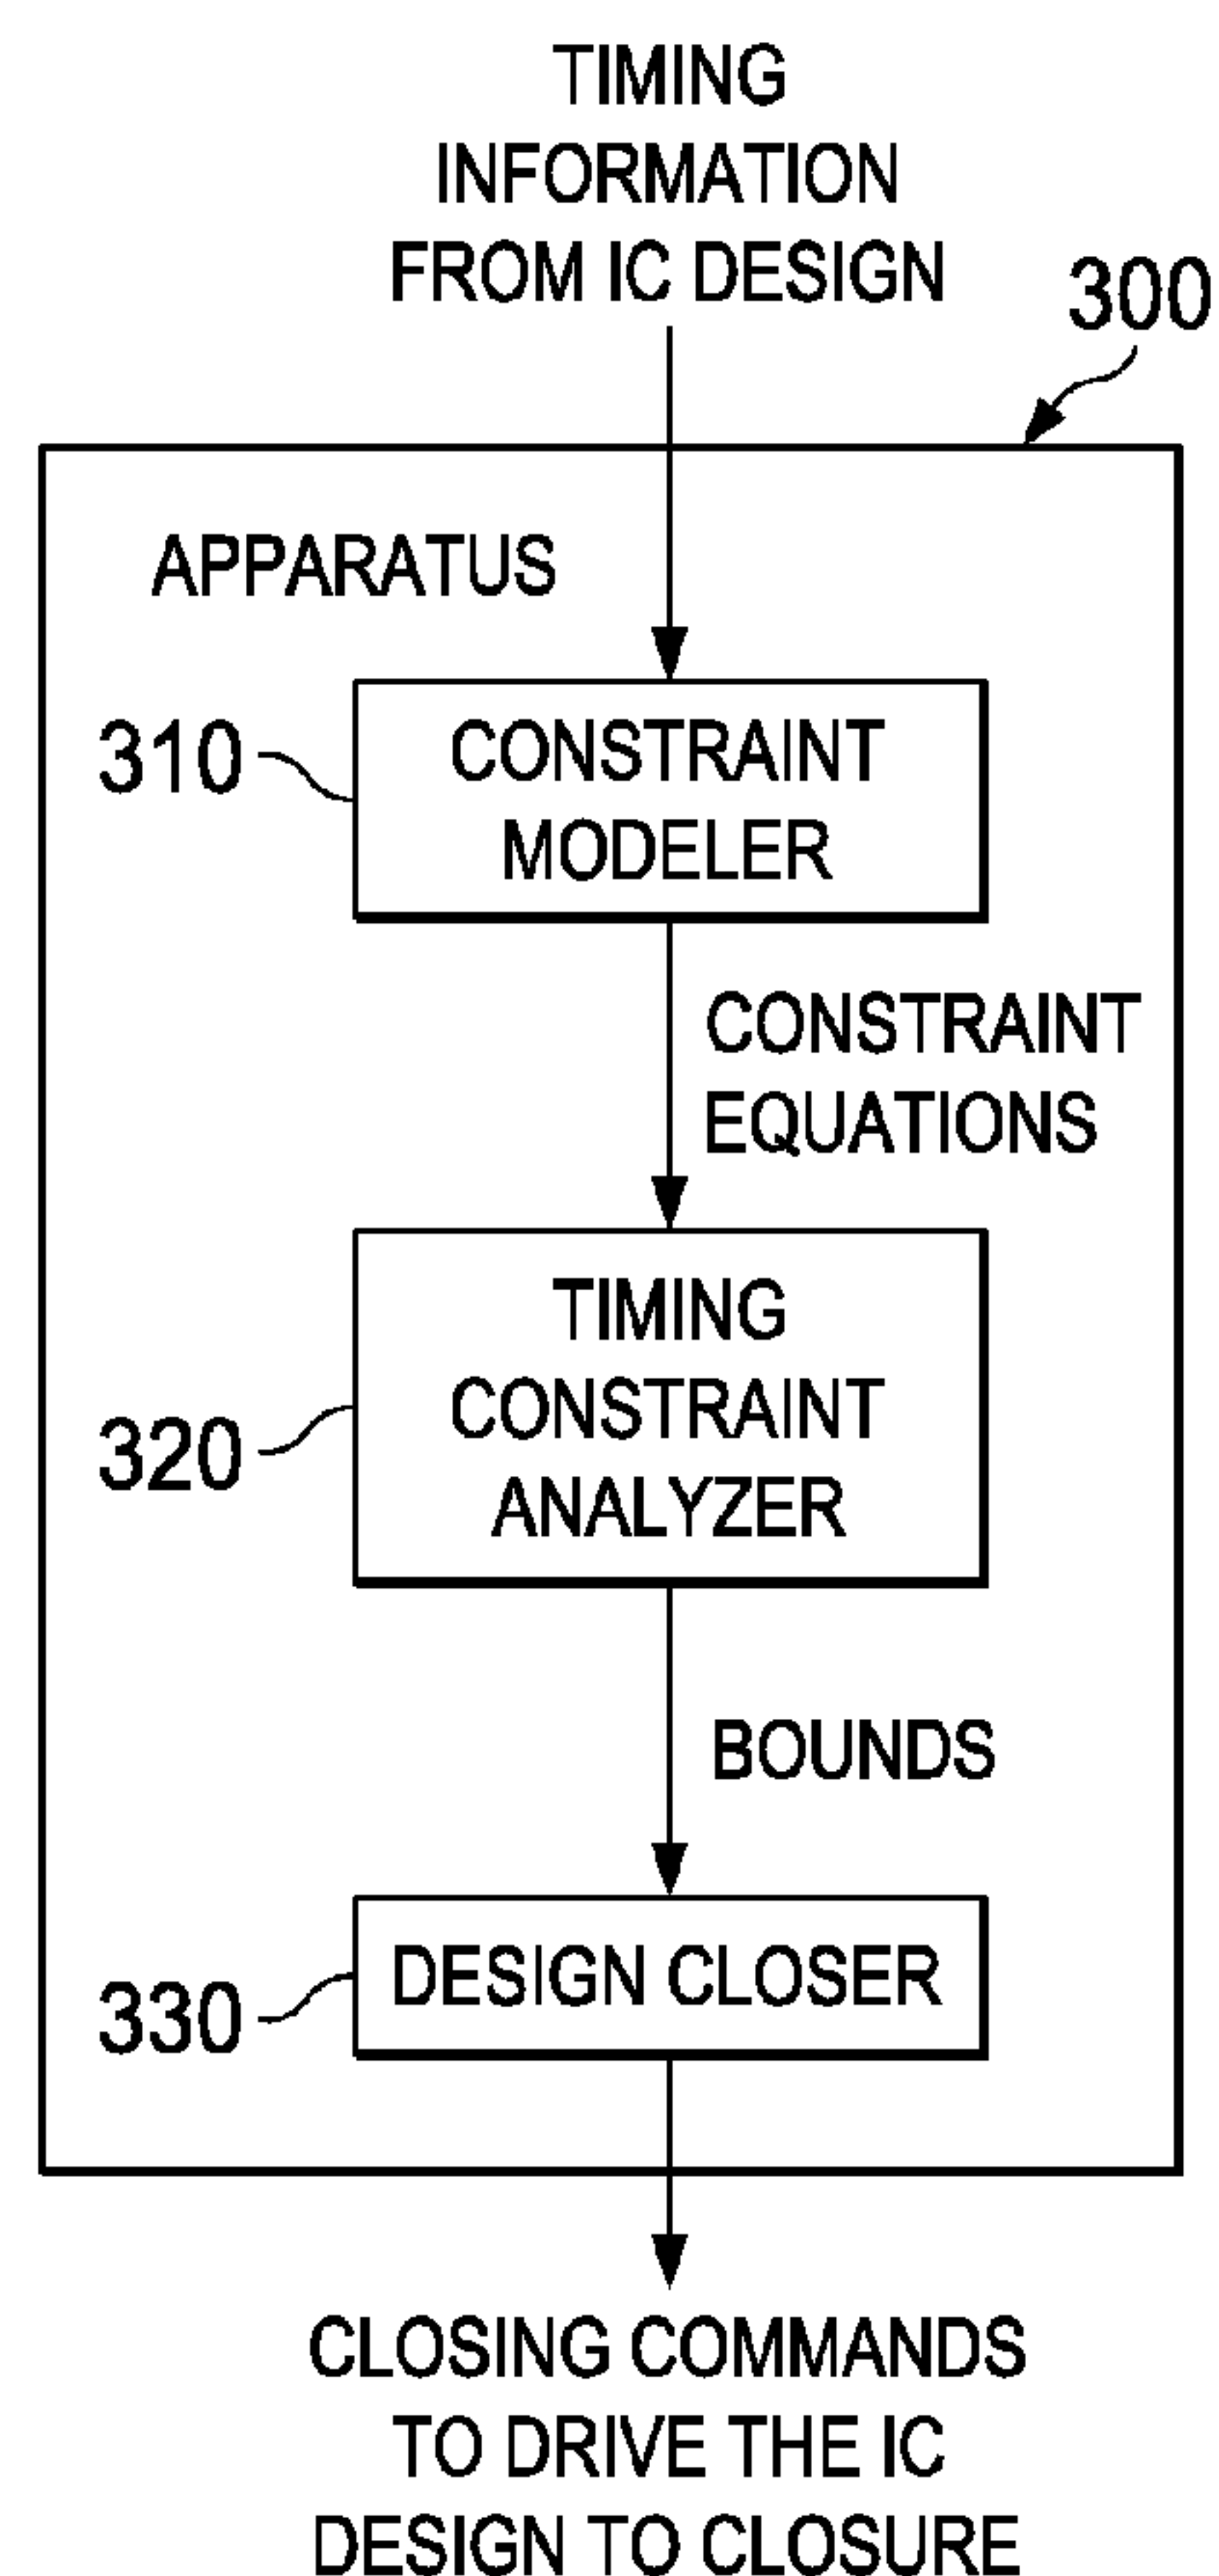 TIMING
INFORMATION
FROM IC DESIGN
300
APPARATUS
310
CONSTRAINT
MODELER
CONSTRAINT
EQUATIONS
320
TIMING
CONSTRAINT
ANALYZER
BOUNDS
330
DESIGN CLOSER
CLOSING COMMANDS
TO DRIVE THE IC
DESIGN TO CLOSURE